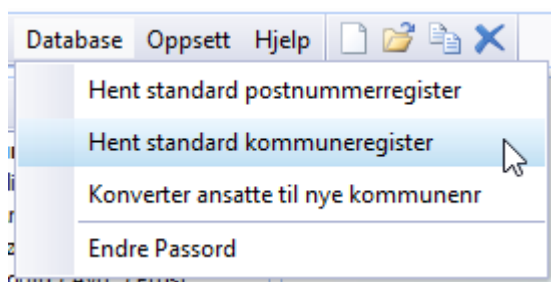 Database Oppsett Hjelp
Hent standard postnummerregister
Hent standard kommuneregister
Konverter ansatte til nye kommunenr
Endre Passord